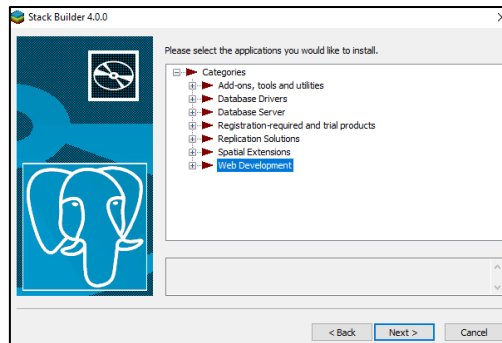 Stack Builder 4.0.0
Please select the applications you would like to install.
Categories
Add-ons, tools and utilities
Database Drivers
Database Server
Registration-required and trial products
Replication Solutions
Spatial Extensions
Web Development
< Back
Next >
Cancel